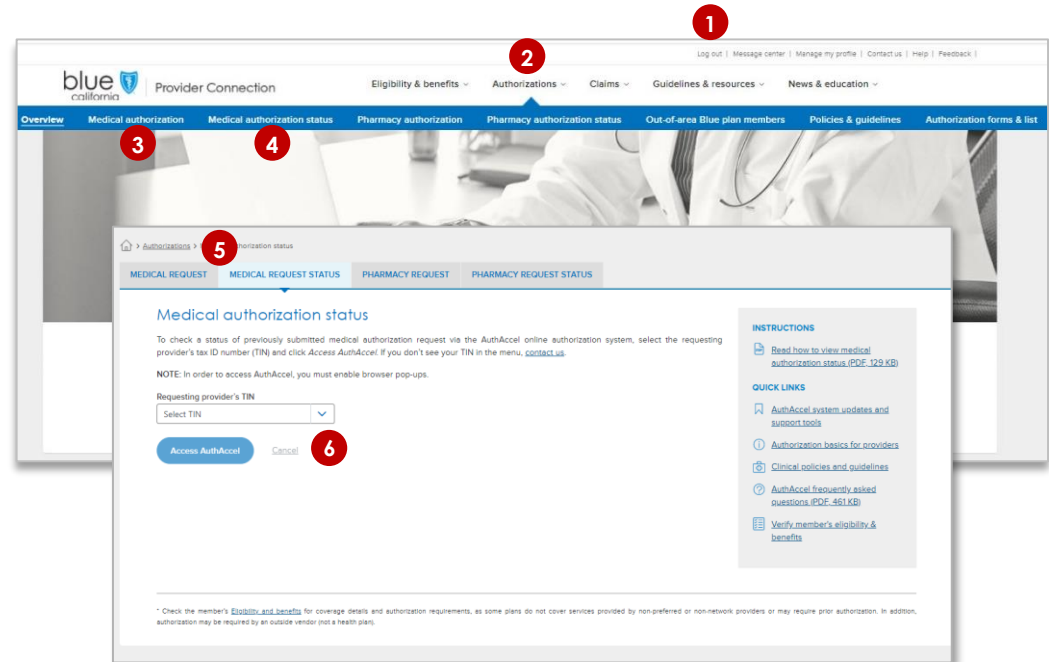 1
Log out | Message center | Manage my profile | Contact us | Help | Feedback |
2
blue california Provider Connection
Eligibility & benefits Authorizations Claims Guidelines & resources News & education
Overview Medical authorization Medical authorization status Pharmacy authorization Pharmacy authorization status Out-of-area Blue plan members Policies & guidelines Authorization forms & list
3 4
5
> Authorizations > horization status
MEDICAL REQUEST MEDICAL REQUEST STATUS PHARMACY REQUEST PHARMACY REQUEST STATUS
Medical authorization status
To check a status of previously submitted medical authorization request via the AuthAccel online authorization system, select the requesting
provider's tax ID number (TIN) and click Access AuthAccel. If you don't see your TIN in the menu, contact us.
NOTE: In order to access AuthAccel, you must enable browser pop-ups.
Requesting provider's TIN
Select TIN
Access AuthAccel Cancel 6
INSTRUCTIONS
Read how to view medical
authorization status (PDF, 129 KB)
QUICK LINKS
AuthAccel system updates and
support tools
Authorization basics for providers
Clinical policies and guidelines
AuthAccel frequently asked
questions (PDF, 461 KB)
Verify member's eligibility &
benefits
* Check the member's Eligibility and benefits for coverage details and authorization requirements, as some plans do not cover services provided by non-preferred or non-network providers or may require prior authorization. In addition,
authorization may be required by an outside vendor (not a health plan).